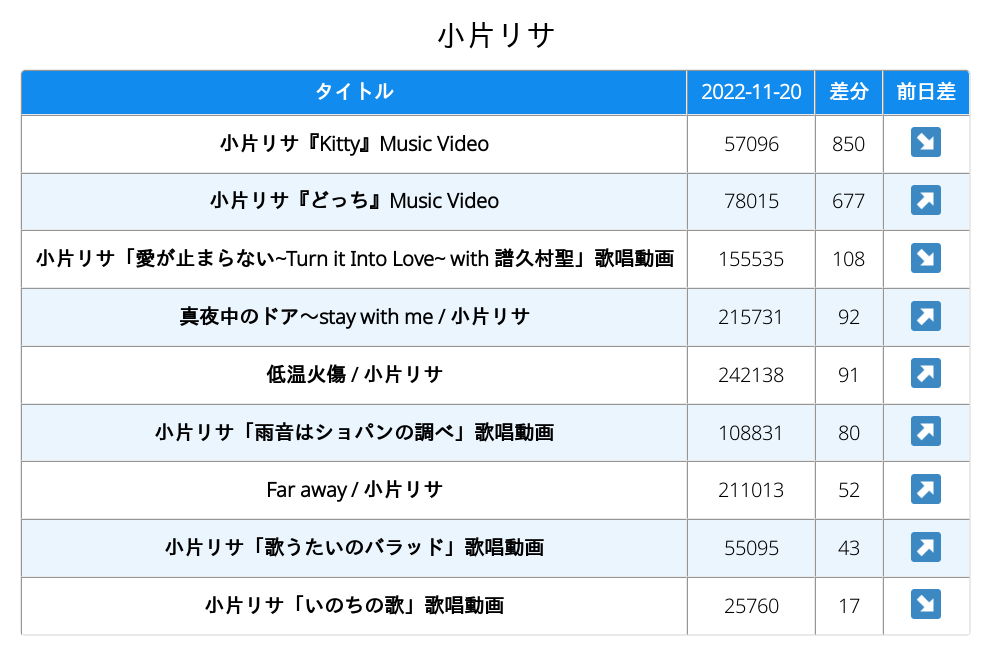 小片リサ
タイトル 2022-11-20 差分 前日差
小片リサ『Kitty』Music Video 57096 850 ↘
小片リサ『どっち』Music Video 78015 677 ↗
小片リサ「愛が止まらない~Turn it Into Love~ with 譜久村聖」歌唱動画 155535 108 ↘
真夜中のドア〜stay with me / 小片リサ 215731 92 ↗
低温火傷 / 小片リサ 242138 91 ↗
小片リサ「雨音はショパンの調べ」歌唱動画 108831 80 ↗
Far away / 小片リサ 211013 52 ↗
小片リサ「歌うたいのバラッド」歌唱動画 55095 43 ↗
小片リサ「いのちの歌」歌唱動画 25760 17 ↘